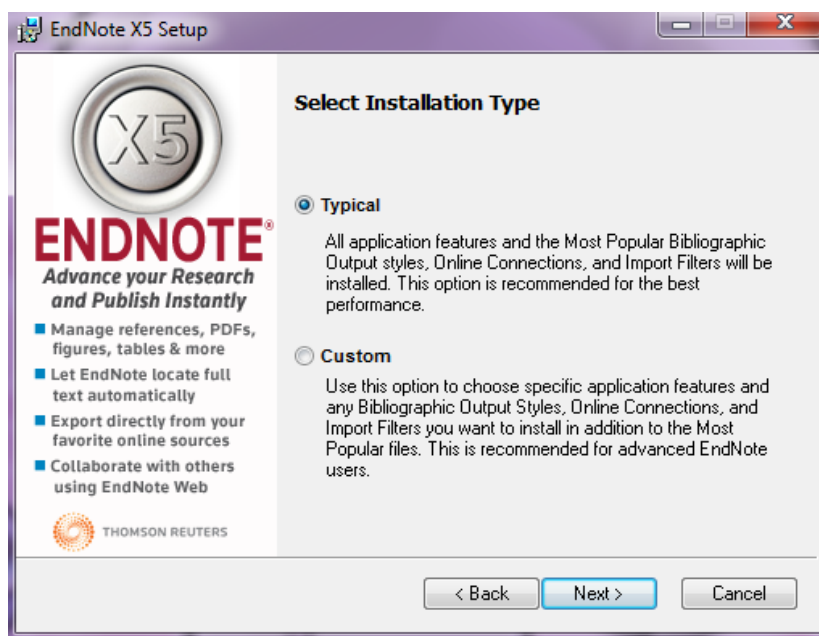 EndNote X5 Setup
X5
ENDNOTE®
Advance your Research
and Publish Instantly
Manage references, PDFs,
figures, tables & more
Let EndNote locate full
text automatically
Export directly from your
favorite online sources
Collaborate with others
using EndNote Web
THOMSON REUTERS
Select Installation Type
Typical
All application features and the Most Popular Bibliographic
Output styles, Online Connections, and Import Filters will be
installed. This option is recommended for the best
performance.
Custom
Use this option to choose specific application features and
any Bibliographic Output Styles, Online Connections, and
Import Filters you want to install in addition to the Most
Popular files. This is recommended for advanced EndNote
users.
< Back Next > Cancel